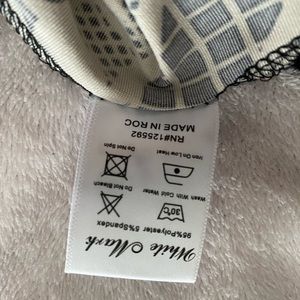 White Mark
95%Polyester 5%Spandex
30°C
Wash With Cold Water
Do Not Bleach
Iron On Low Heat
Do Not Spin
MADE IN ROC
RN#125592